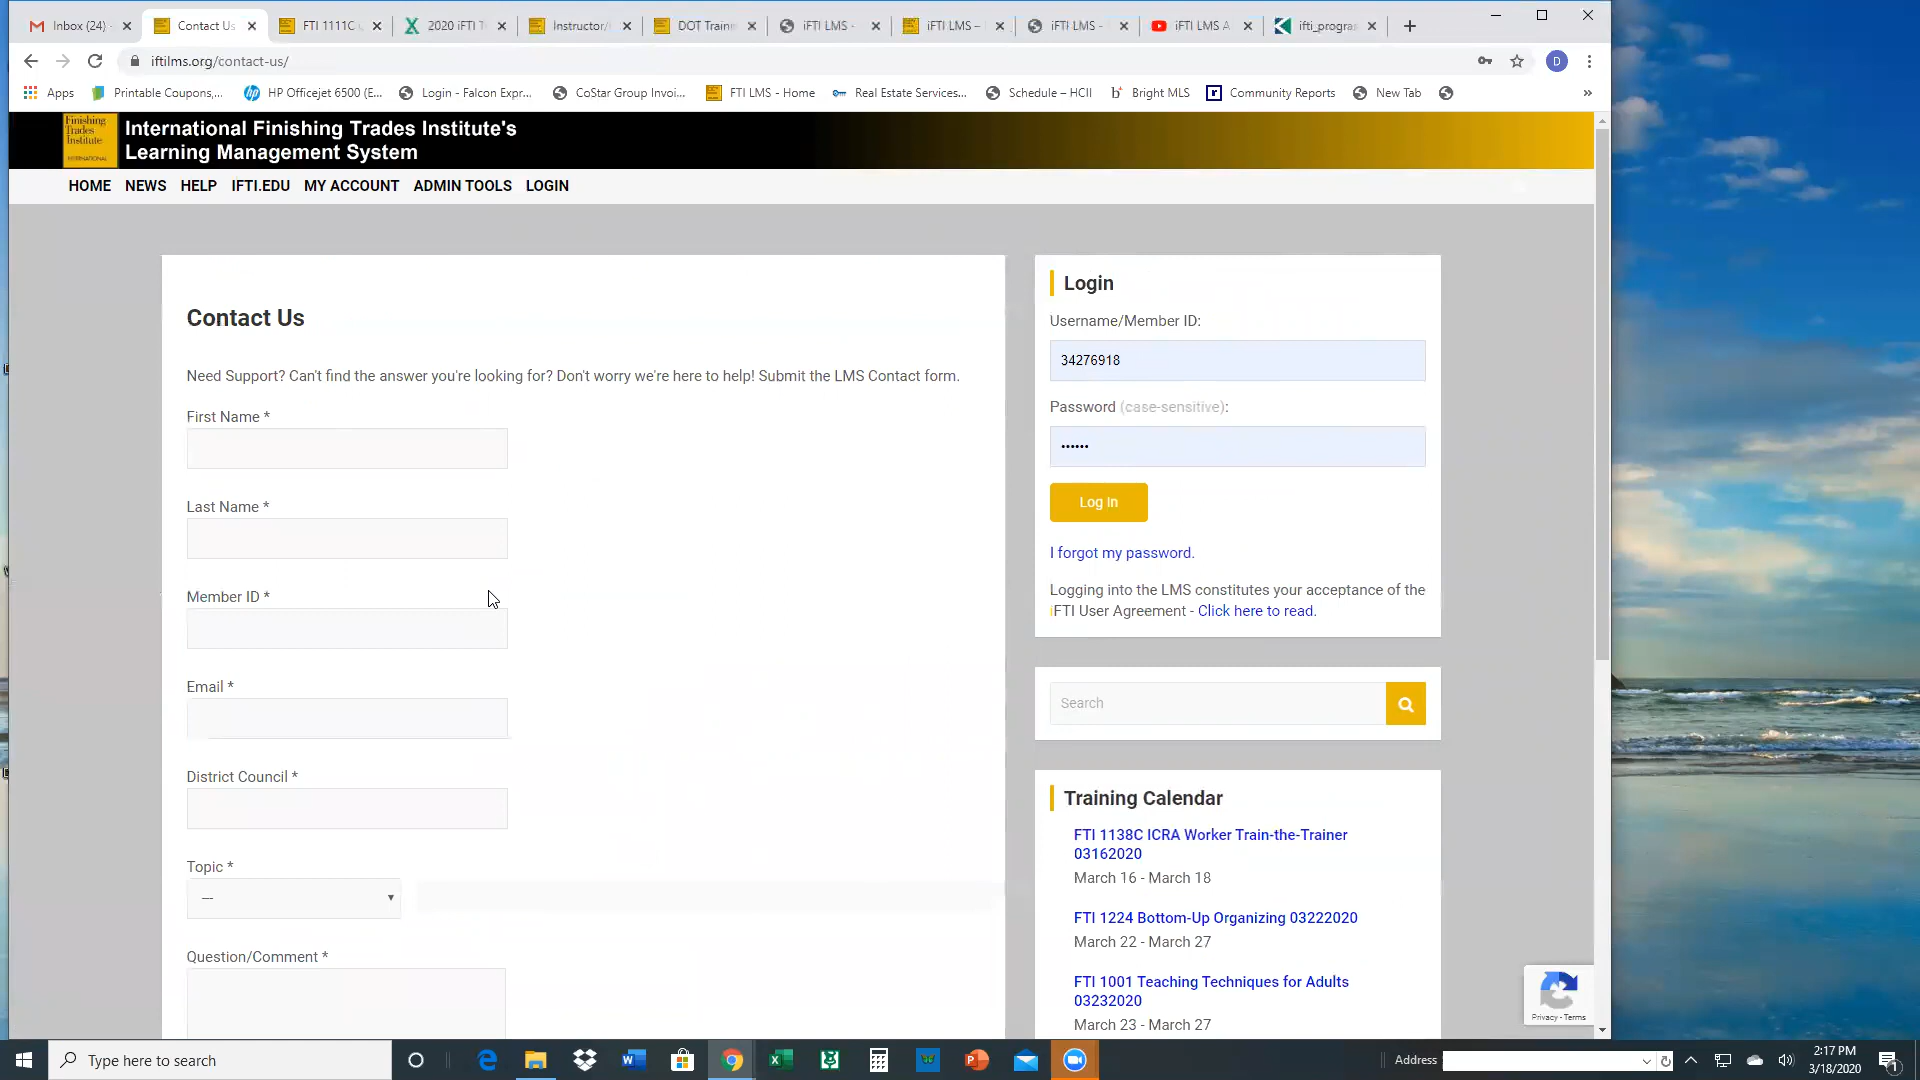 Inbox (24)
Contact Us
FTI 1111C
2020 iFTI T
Instructor/
DOT Trainin
iFTI LMS -
iFTI LMS –
iFTI LMS -
iFTI LMS A
ifti_progra
iftilms.org/contact-us/
D
Apps
Printable Coupons,...
HP Officejet 6500 (E...
Login - Falcon Expr...
CoStar Group Invoi...
FTI LMS - Home
Real Estate Services...
Schedule – HCII
Bright MLS
Community Reports
New Tab
»
Finishing
Trades
Institute
INTERNATIONAL
International Finishing Trades Institute's
Learning Management System
HOME NEWS HELP IFTI.EDU MY ACCOUNT ADMIN TOOLS LOGIN
Contact Us
Need Support? Can't find the answer you're looking for? Don't worry we're here to help! Submit the LMS Contact form.
First Name *
Last Name *
Member ID *
Email *
District Council *
Topic *
---
Question/Comment *
Login
Username/Member ID:
34276918
Password (case-sensitive):
••••••
Log In
I forgot my password.
Logging into the LMS constitutes your acceptance of the
iFTI User Agreement - Click here to read.
Search
Training Calendar
FTI 1138C ICRA Worker Train-the-Trainer
03162020
March 16 - March 18
FTI 1224 Bottom-Up Organizing 03222020
March 22 - March 27
FTI 1001 Teaching Techniques for Adults
03232020
March 23 - March 27
Privacy - Terms
Type here to search
Address
2:17 PM
3/18/2020
1